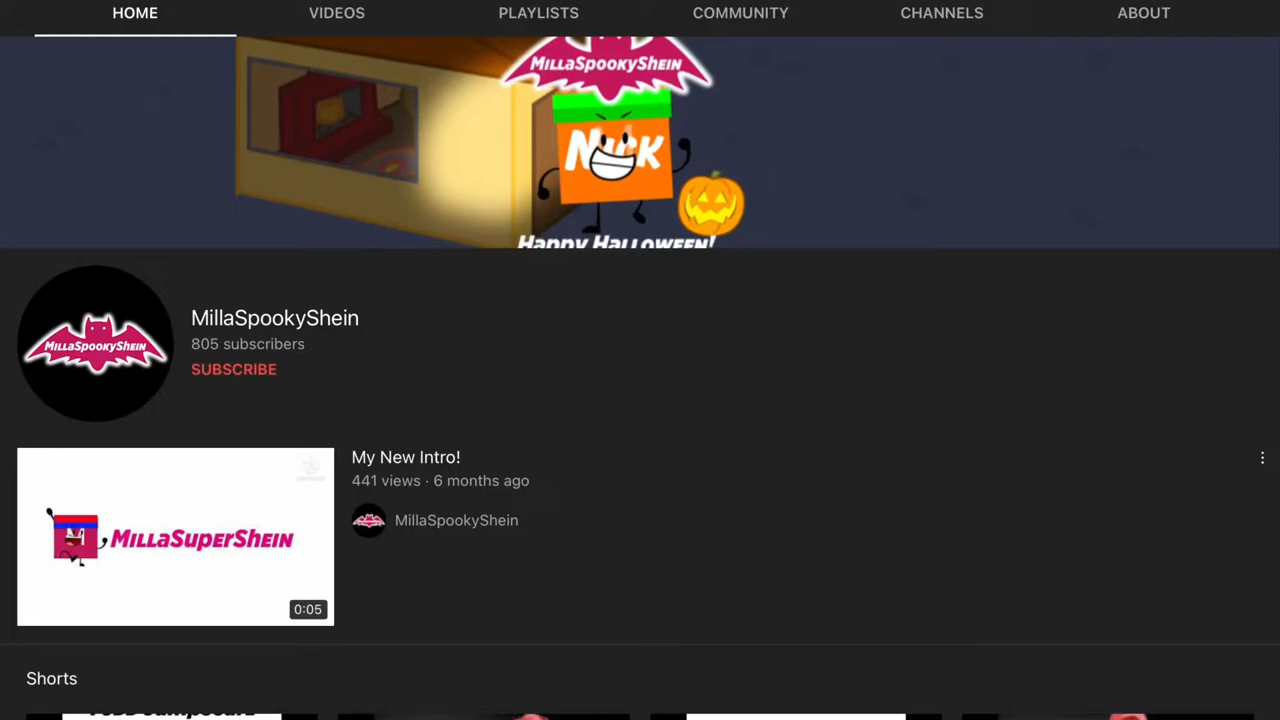 HOME VIDEOS PLAYLISTS COMMUNITY CHANNELS ABOUT
MillaSpookyShein
Nick
Happy Halloween!
MillaSpookyShein
MillaSpookyShein
805 subscribers
SUBSCRIBE
My New Intro!
441 views · 6 months ago
MillaSpookyShein
M
MillaSuperShein
0:05
Shorts